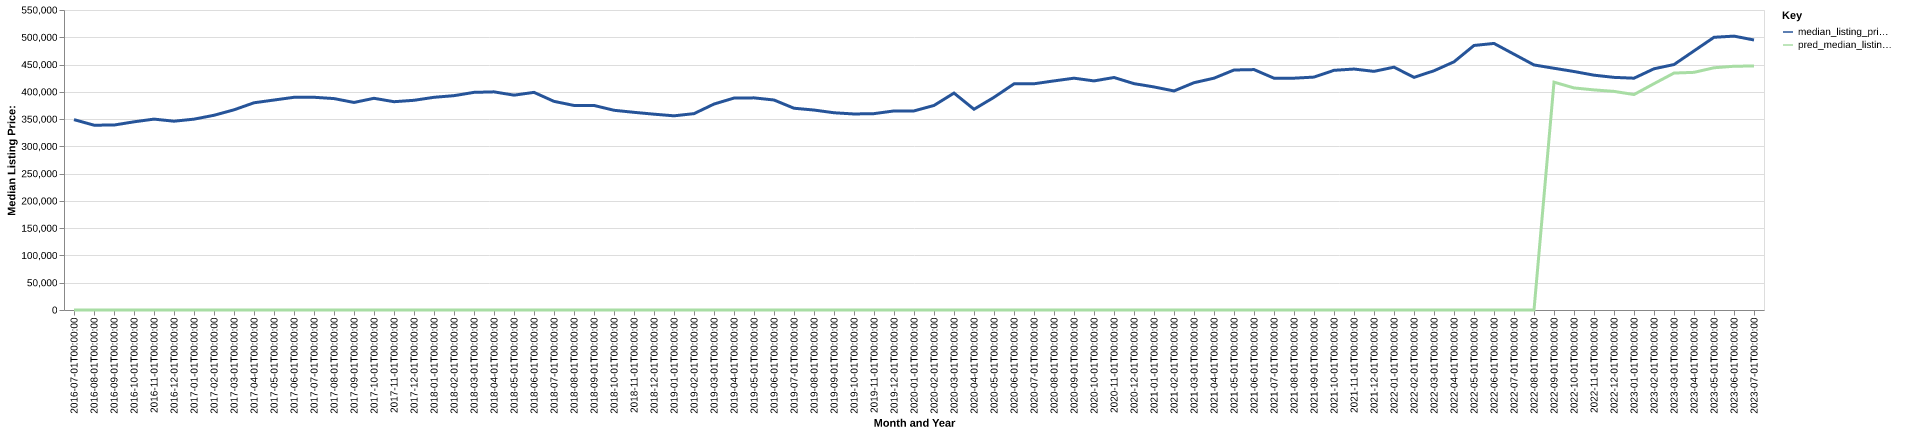 550,000
500,000
450,000
400,000
350,000
300,000
250,000
200,000
150,000
100,000
50,000
0
Median Listing Price:
2016-07-01T00:00:00
2016-08-01T00:00:00
2016-09-01T00:00:00
2016-10-01T00:00:00
2016-11-01T00:00:00
2016-12-01T00:00:00
2017-01-01T00:00:00
2017-02-01T00:00:00
2017-03-01T00:00:00
2017-04-01T00:00:00
2017-05-01T00:00:00
2017-06-01T00:00:00
2017-07-01T00:00:00
2017-08-01T00:00:00
2017-09-01T00:00:00
2017-10-01T00:00:00
2017-11-01T00:00:00
2017-12-01T00:00:00
2018-01-01T00:00:00
2018-02-01T00:00:00
2018-03-01T00:00:00
2018-04-01T00:00:00
2018-05-01T00:00:00
2018-06-01T00:00:00
2018-07-01T00:00:00
2018-08-01T00:00:00
2018-09-01T00:00:00
2018-10-01T00:00:00
2018-11-01T00:00:00
2018-12-01T00:00:00
2019-01-01T00:00:00
2019-02-01T00:00:00
2019-03-01T00:00:00
2019-04-01T00:00:00
2019-05-01T00:00:00
2019-06-01T00:00:00
2019-07-01T00:00:00
2019-08-01T00:00:00
2019-09-01T00:00:00
2019-10-01T00:00:00
2019-11-01T00:00:00
2019-12-01T00:00:00
2020-01-01T00:00:00
2020-02-01T00:00:00
2020-03-01T00:00:00
2020-04-01T00:00:00
2020-05-01T00:00:00
2020-06-01T00:00:00
2020-07-01T00:00:00
2020-08-01T00:00:00
2020-09-01T00:00:00
2020-10-01T00:00:00
2020-11-01T00:00:00
2020-12-01T00:00:00
2021-01-01T00:00:00
2021-02-01T00:00:00
2021-03-01T00:00:00
2021-04-01T00:00:00
2021-05-01T00:00:00
2021-06-01T00:00:00
2021-07-01T00:00:00
2021-08-01T00:00:00
2021-09-01T00:00:00
2021-10-01T00:00:00
2021-11-01T00:00:00
2021-12-01T00:00:00
2022-01-01T00:00:00
2022-02-01T00:00:00
2022-03-01T00:00:00
2022-04-01T00:00:00
2022-05-01T00:00:00
2022-06-01T00:00:00
2022-07-01T00:00:00
2022-08-01T00:00:00
2022-09-01T00:00:00
2022-10-01T00:00:00
2022-11-01T00:00:00
2022-12-01T00:00:00
2023-01-01T00:00:00
2023-02-01T00:00:00
2023-03-01T00:00:00
2023-04-01T00:00:00
2023-05-01T00:00:00
2023-06-01T00:00:00
2023-07-01T00:00:00
Month and Year
Key
median_listing_pri…
pred_median_listin…